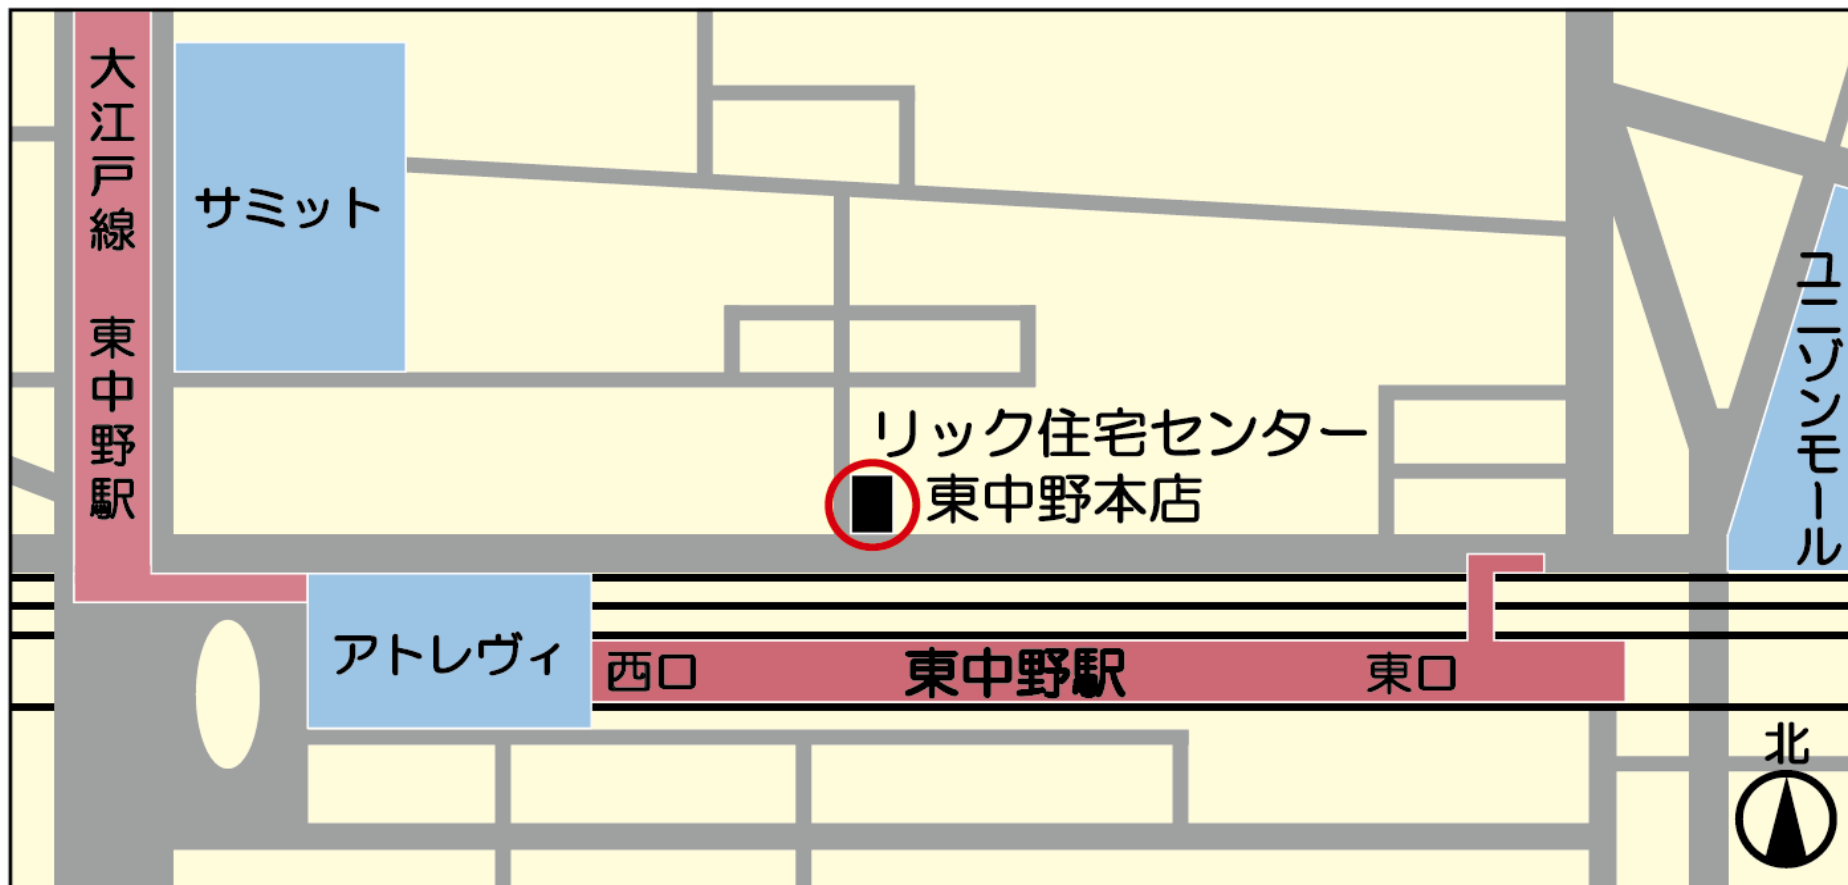 大江戸線 東中野駅
サミット
ユニゾンモール
リック住宅センター
東中野本店
アトレヴィ
西口
東中野駅
東口
北